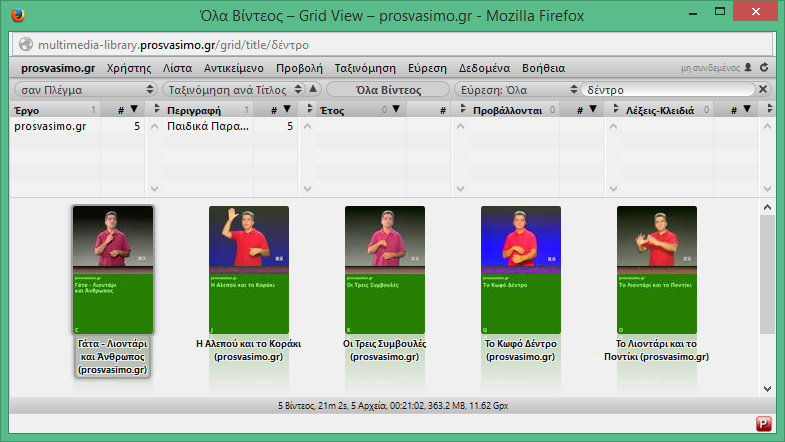 Όλα Βίντεος – Grid View – prosvasimo.gr - Mozilla Firefox
multimedia-library.prosvasimo.gr/grid/title/δέντρο
prosvasimo.gr Χρήστης Λίστα Αντικείμενο Προβολή Ταξινόμηση Εύρεση Δεδομένα Βοήθεια μη συνδεμένος
σαν Πλέγμα Ταξινόμηση ανά Τίτλος Όλα Βίντεος Εύρεση: Όλα δέντρο
Έργο 1 # Περιγραφή 1 # Έτος 0 # Προβάλλονται 0 # Λέξεις-Κλειδιά 0 #
prosvasimo.gr 5 Παιδικά Παρα... 5
prosvasimo.gr prosvasimo.gr prosvasimo.gr prosvasimo.gr prosvasimo.gr
Γάτα - Λιοντάρι Η Αλεπού και το Κοράκι Οι Τρεις Συμβουλές Το Κωφό Δέντρο Το Λιοντάρι και το Ποντίκι
και Άνθρωπος
Γάτα - Λιοντάρι Η Αλεπού και το Κοράκι Οι Τρεις Συμβουλές Το Κωφό Δέντρο Το Λιοντάρι και το
και Άνθρωπος (prosvasimo.gr) (prosvasimo.gr) (prosvasimo.gr) Ποντίκι (prosvasimo.gr)
(prosvasimo.gr)
5 Βίντεος, 21m 2s, 5 Αρχεία, 00:21:02, 363.2 MB, 11.62 Gpx